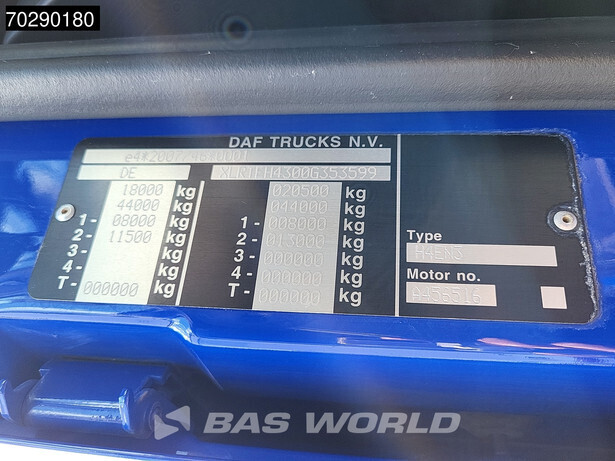 70290180
DAF TRUCKS N.V.
e4*2007/46*0001
DE
18000 kg 020500 kg
44000 kg 044000 kg
1- 08000 kg 1- 008000 kg
2- 11500 kg 2- 013000 kg
3- kg 3- 000000 kg
4- kg 4- 000000 kg
T- 000000 kg T- 000000 kg
Type
H4EN3
Motor no.
A456516
BAS WORLD